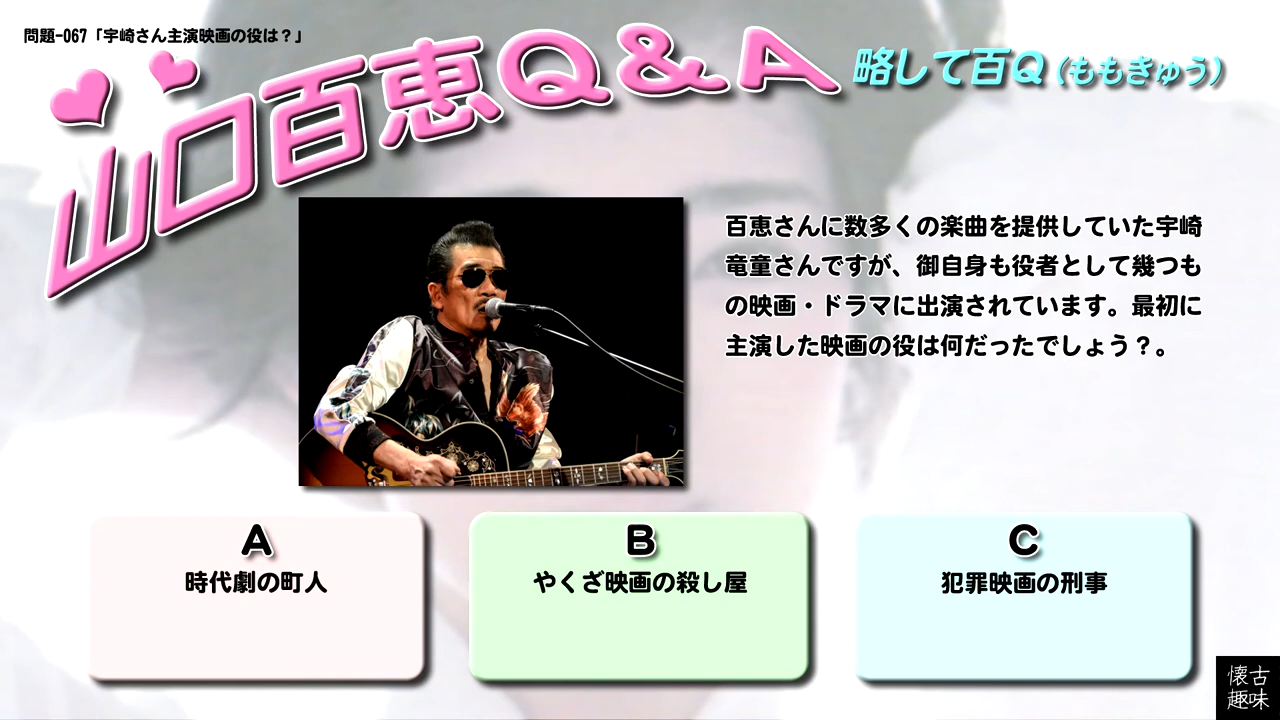 問題-067「宇崎さん主演映画の役は？」
山口百恵Q&A
略して百Q（ももきゅう）
百恵さんに数多くの楽曲を提供していた宇崎
竜童さんですが、御自身も役者として幾つも
の映画・ドラマに出演されています。最初に
主演した映画の役は何だったでしょう？。
A
時代劇の町人
B
やくざ映画の殺し屋
C
犯罪映画の刑事
懐古
趣味